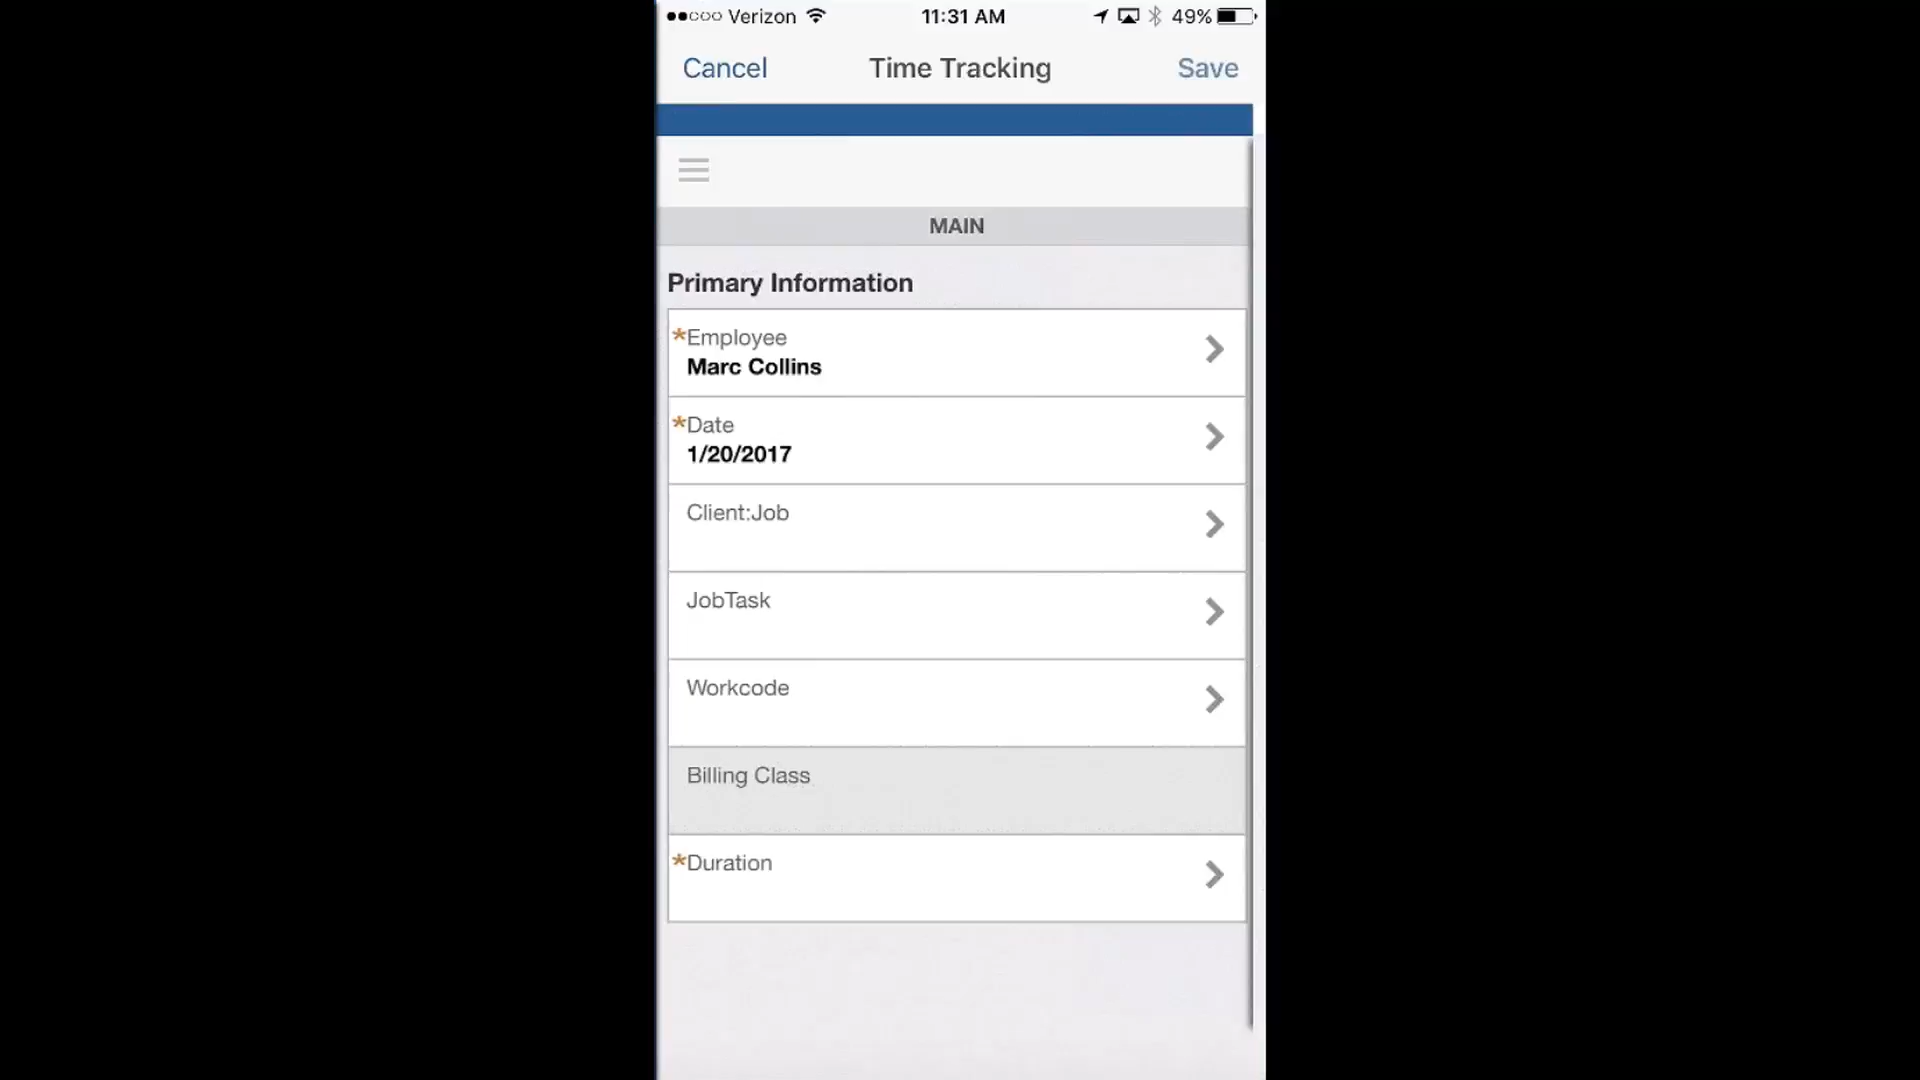 Verizon 11:31 AM 49%
Cancel Time Tracking Save
MAIN
Primary Information
*Employee
Marc Collins
*Date
1/20/2017
Client:Job
JobTask
Workcode
Billing Class
*Duration